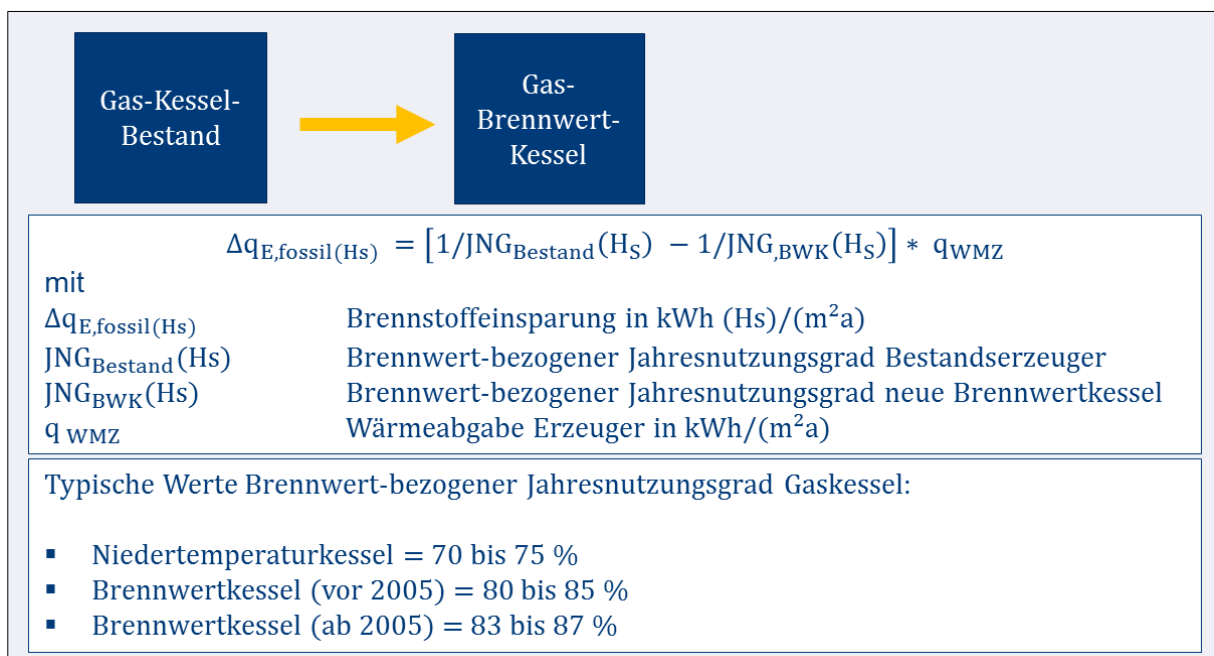 Gas-Kessel-
Bestand
Gas-
Brennwert-
Kessel
Δq_E,fossil(Hs) = [1/JNG_Bestand(H_S) − 1/JNG_,BWK(H_S)] ∗ q_WMZ
mit
Δq_E,fossil(Hs) Brennstoffeinsparung in kWh (Hs)/(m²a)
JNG_Bestand(Hs) Brennwert-bezogener Jahresnutzungsgrad Bestandserzeuger
JNG_BWK(Hs) Brennwert-bezogener Jahresnutzungsgrad neue Brennwertkessel
q_WMZ Wärmeabgabe Erzeuger in kWh/(m²a)
Typische Werte Brennwert-bezogener Jahresnutzungsgrad Gaskessel:
▪ Niedertemperaturkessel = 70 bis 75 %
▪ Brennwertkessel (vor 2005) = 80 bis 85 %
▪ Brennwertkessel (ab 2005) = 83 bis 87 %